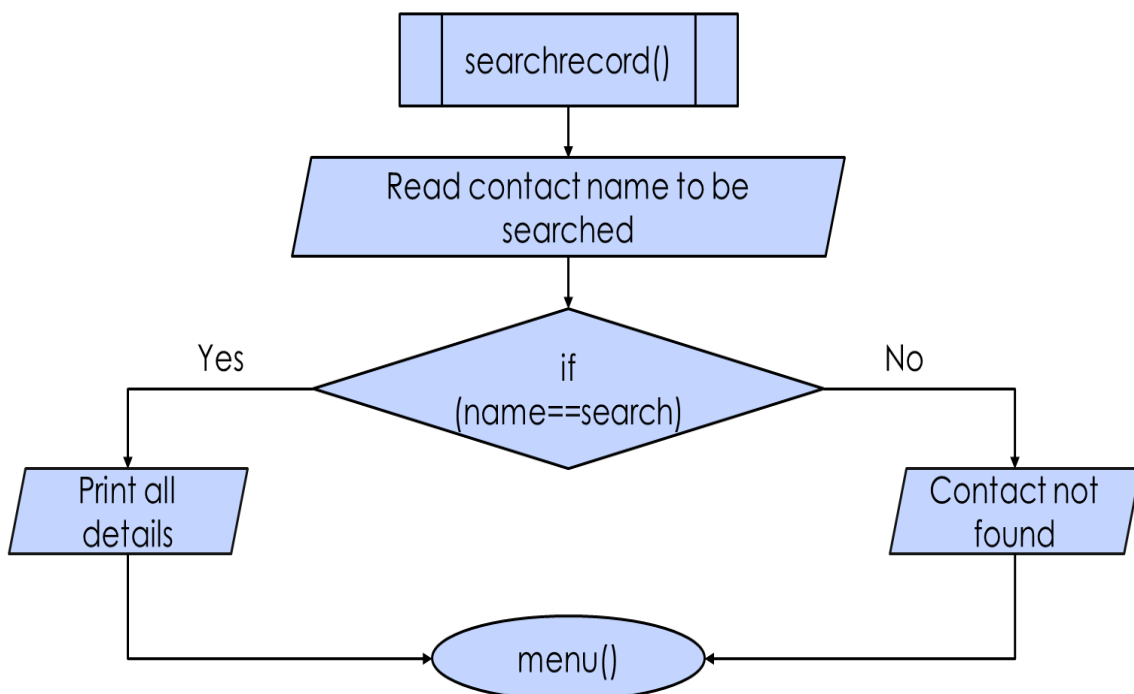 searchrecord()
Read contact name to be
searched
Yes
if
(name==search)
No
Print all
details
Contact not
found
menu()